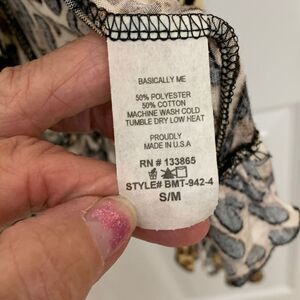 BASICALLY ME
50% POLYESTER
50% COTTON
MACHINE WASH COLD
TUMBLE DRY LOW HEAT
PROUDLY
MADE IN U.S.A
RN # 133865
STYLE# BMT-942-4
S/M